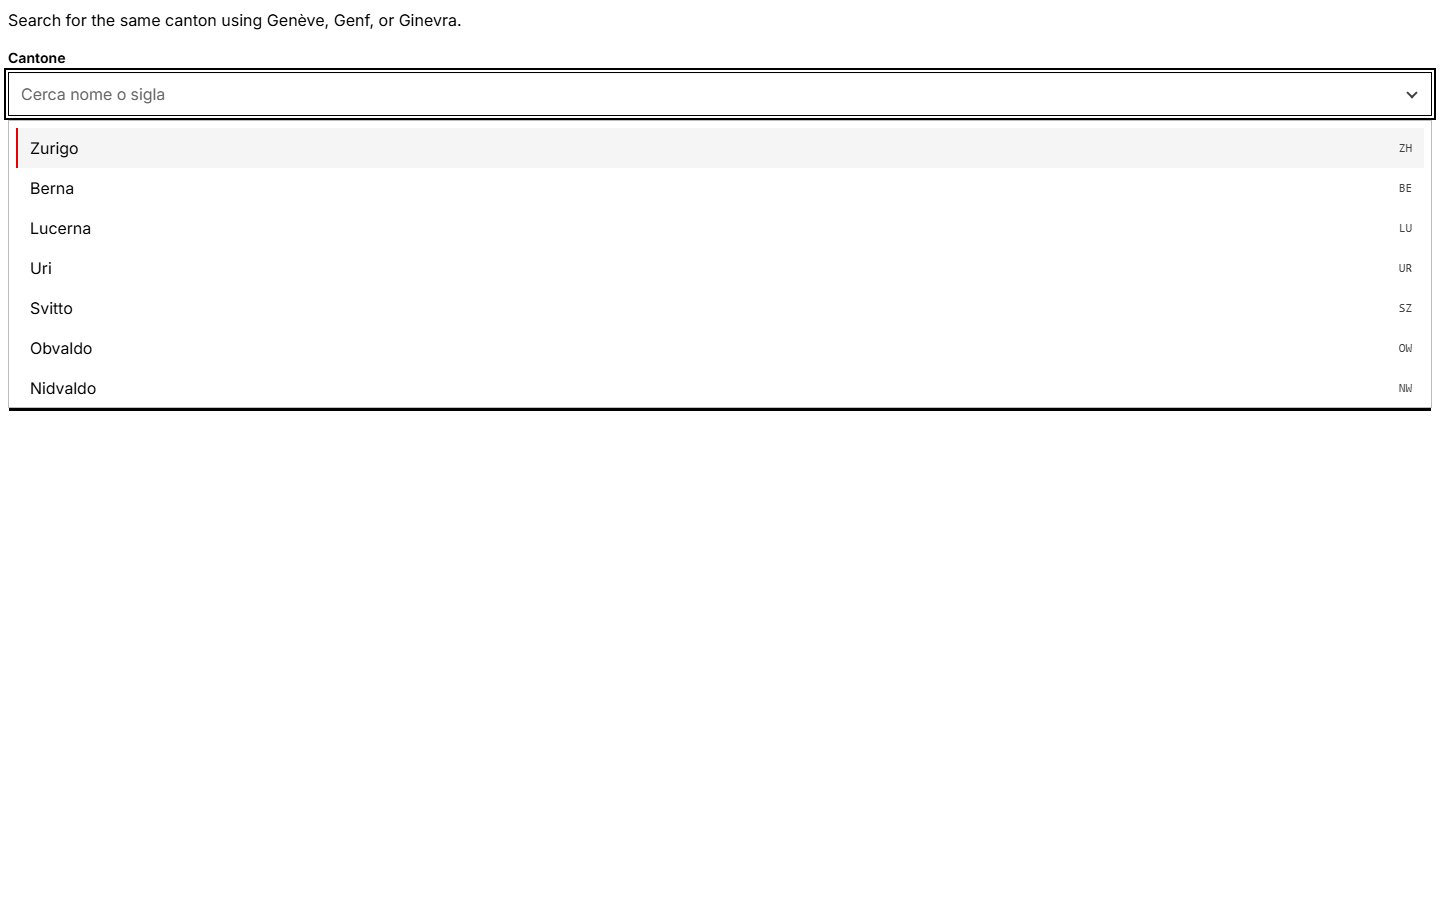 Search for the same canton using Genève, Genf, or Ginevra.
Cantone
Cerca nome o sigla
Zurigo ZH
Berna BE
Lucerna LU
Uri UR
Svitto SZ
Obvaldo OW
Nidvaldo NW